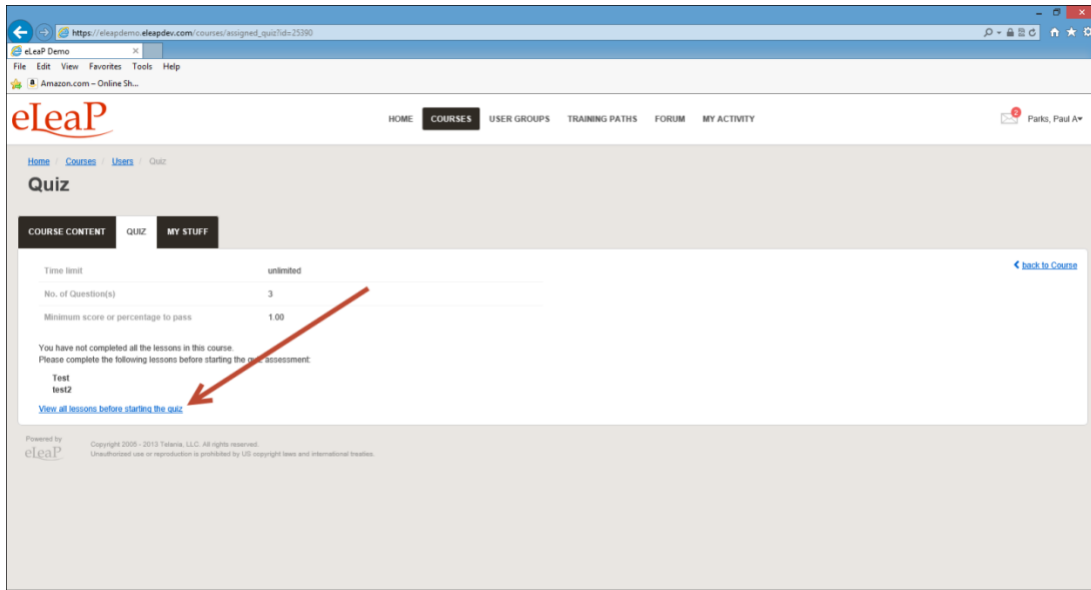 https://eleapdemo.eleapdev.com/courses/assigned_quiz?id=25390
eLeaP Demo
File Edit View Favorites Tools Help
Amazon.com – Online Sh...
eLeaP
HOME COURSES USER GROUPS TRAINING PATHS FORUM MY ACTIVITY
2
Parks, Paul A
Home / Courses / Users / Quiz
Quiz
COURSE CONTENT QUIZ MY STUFF
back to Course
Time limit unlimited
No. of Question(s) 3
Minimum score or percentage to pass 1.00
You have not completed all the lessons in this course.
Please complete the following lessons before starting the quiz assessment:
Test
test2
View all lessons before starting the quiz
Powered by
eLeaP
Copyright 2005 - 2013 Telania, LLC. All rights reserved.
Unauthorized use or reproduction is prohibited by US copyright laws and international treaties.